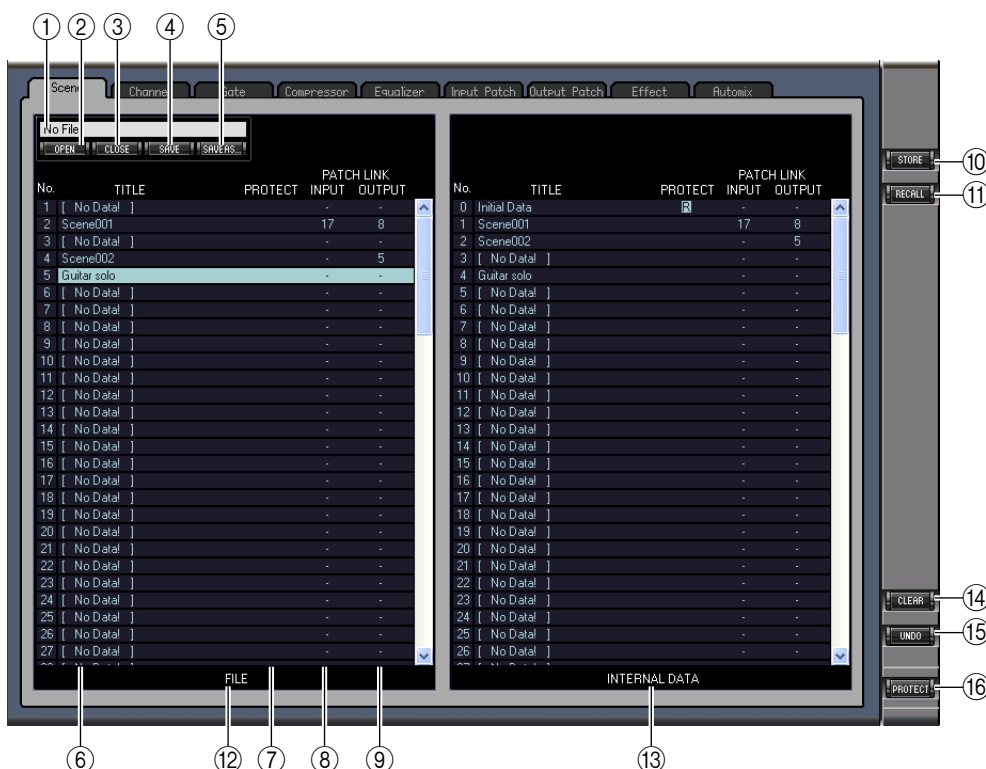 ① ② ③ ④ ⑤
Scene Channel Gate Compressor Equalizer Input Patch Output Patch Effect Automix
No File
OPEN CLOSE SAVE SAVE AS...
STORE ⑩
RECALL ⑪
PATCH LINK
No. TITLE PROTECT INPUT OUTPUT
1 [ No Data! ] - -
2 Scene001 17 8
3 [ No Data! ] - -
4 Scene002 - 5
5 Guitar solo - -
6 [ No Data! ] - -
7 [ No Data! ] - -
8 [ No Data! ] - -
9 [ No Data! ] - -
10 [ No Data! ] - -
11 [ No Data! ] - -
12 [ No Data! ] - -
13 [ No Data! ] - -
14 [ No Data! ] - -
15 [ No Data! ] - -
16 [ No Data! ] - -
17 [ No Data! ] - -
18 [ No Data! ] - -
19 [ No Data! ] - -
20 [ No Data! ] - -
21 [ No Data! ] - -
22 [ No Data! ] - -
23 [ No Data! ] - -
24 [ No Data! ] - -
25 [ No Data! ] - -
26 [ No Data! ] - -
27 [ No Data! ] - -
FILE
PATCH LINK
No. TITLE PROTECT INPUT OUTPUT
0 Initial Data R - -
1 Scene001 17 8
2 Scene002 - 5
3 [ No Data! ] - -
4 Guitar solo - -
5 [ No Data! ] - -
6 [ No Data! ] - -
7 [ No Data! ] - -
8 [ No Data! ] - -
9 [ No Data! ] - -
10 [ No Data! ] - -
11 [ No Data! ] - -
12 [ No Data! ] - -
13 [ No Data! ] - -
14 [ No Data! ] - -
15 [ No Data! ] - -
16 [ No Data! ] - -
17 [ No Data! ] - -
18 [ No Data! ] - -
19 [ No Data! ] - -
20 [ No Data! ] - -
21 [ No Data! ] - -
22 [ No Data! ] - -
23 [ No Data! ] - -
24 [ No Data! ] - -
25 [ No Data! ] - -
26 [ No Data! ] - -
INTERNAL DATA
CLEAR ⑭
UNDO ⑮
PROTECT ⑯
⑥ ⑫ ⑦ ⑧ ⑨ ⑬